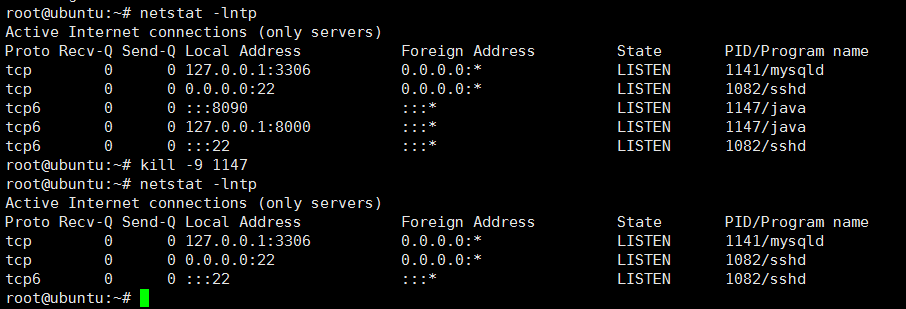 root@ubuntu:~# netstat -lntp
Active Internet connections (only servers)
Proto Recv-Q Send-Q Local Address           Foreign Address         State       PID/Program name
tcp        0      0 127.0.0.1:3306          0.0.0.0:*               LISTEN      1141/mysqld
tcp        0      0 0.0.0.0:22              0.0.0.0:*               LISTEN      1082/sshd
tcp6       0      0 :::8090                 :::*                    LISTEN      1147/java
tcp6       0      0 127.0.0.1:8000          :::*                    LISTEN      1147/java
tcp6       0      0 :::22                   :::*                    LISTEN      1082/sshd
root@ubuntu:~# kill -9 1147
root@ubuntu:~# netstat -lntp
Active Internet connections (only servers)
Proto Recv-Q Send-Q Local Address           Foreign Address         State       PID/Program name
tcp        0      0 127.0.0.1:3306          0.0.0.0:*               LISTEN      1141/mysqld
tcp        0      0 0.0.0.0:22              0.0.0.0:*               LISTEN      1082/sshd
tcp6       0      0 :::22                   :::*                    LISTEN      1082/sshd
root@ubuntu:~#